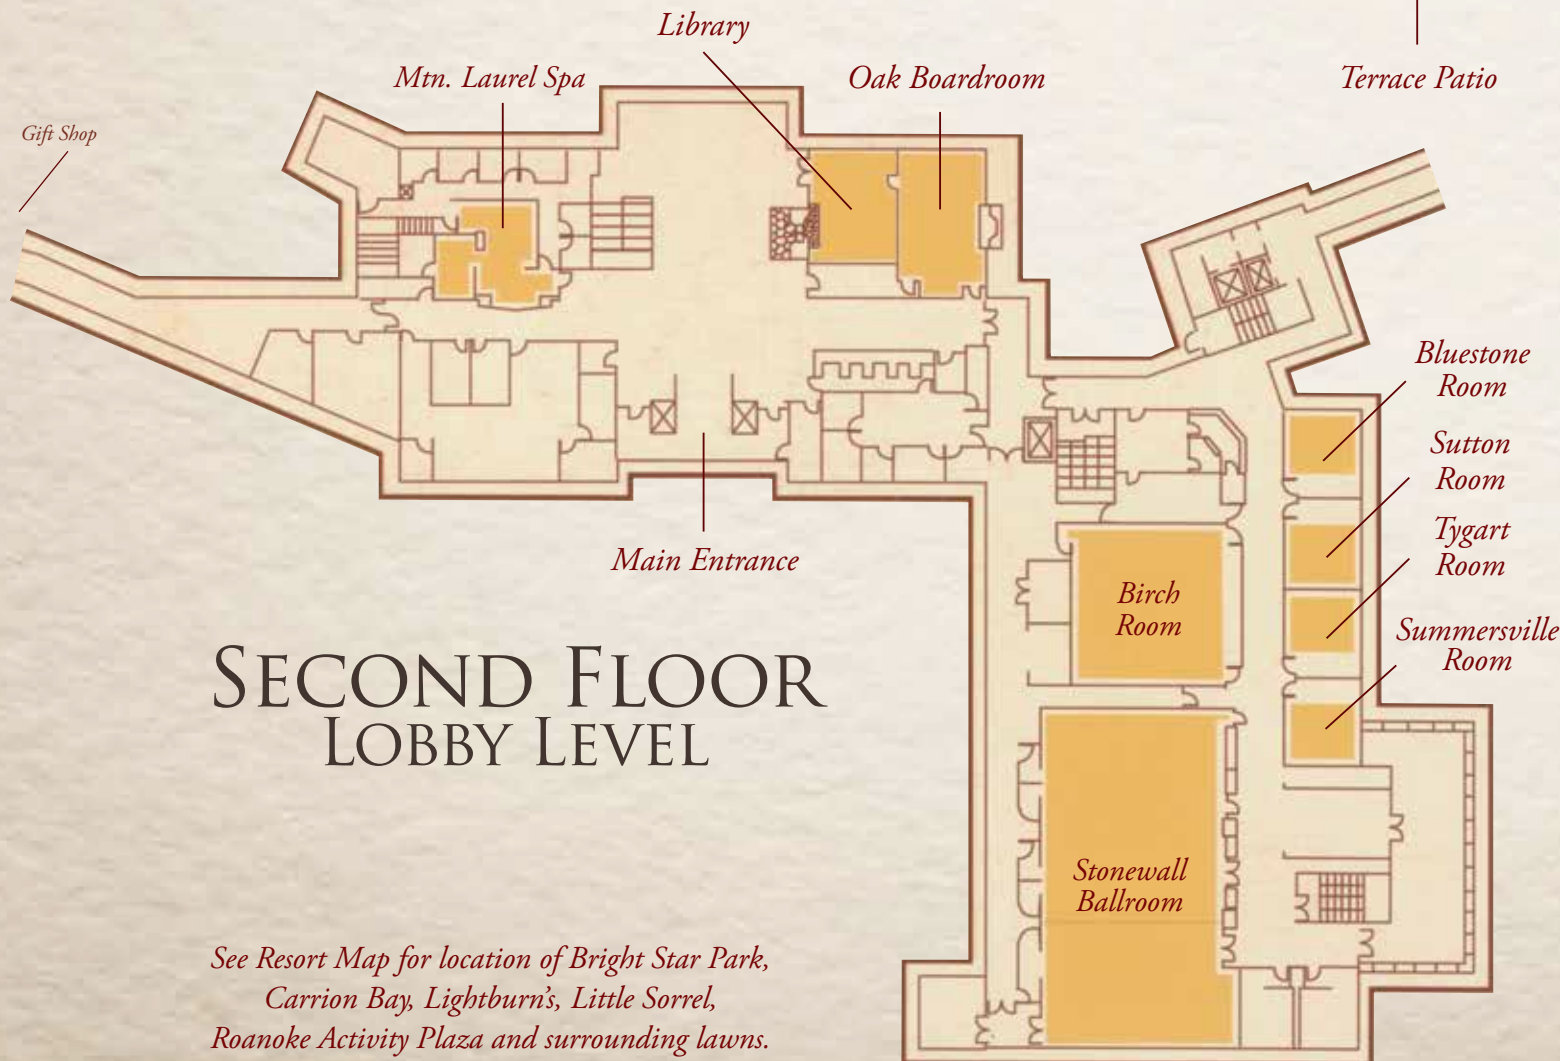 Library
Mtn. Laurel Spa
Oak Boardroom
Terrace Patio
Gift Shop
Bluestone
Room
Sutton
Room
Tygart
Room
Summersville
Room
Main Entrance
Birch
Room
SECOND FLOOR
LOBBY LEVEL
Stonewall
Ballroom
See Resort Map for location of Bright Star Park,
Carrion Bay, Lightburn's, Little Sorrel,
Roanoke Activity Plaza and surrounding lawns.